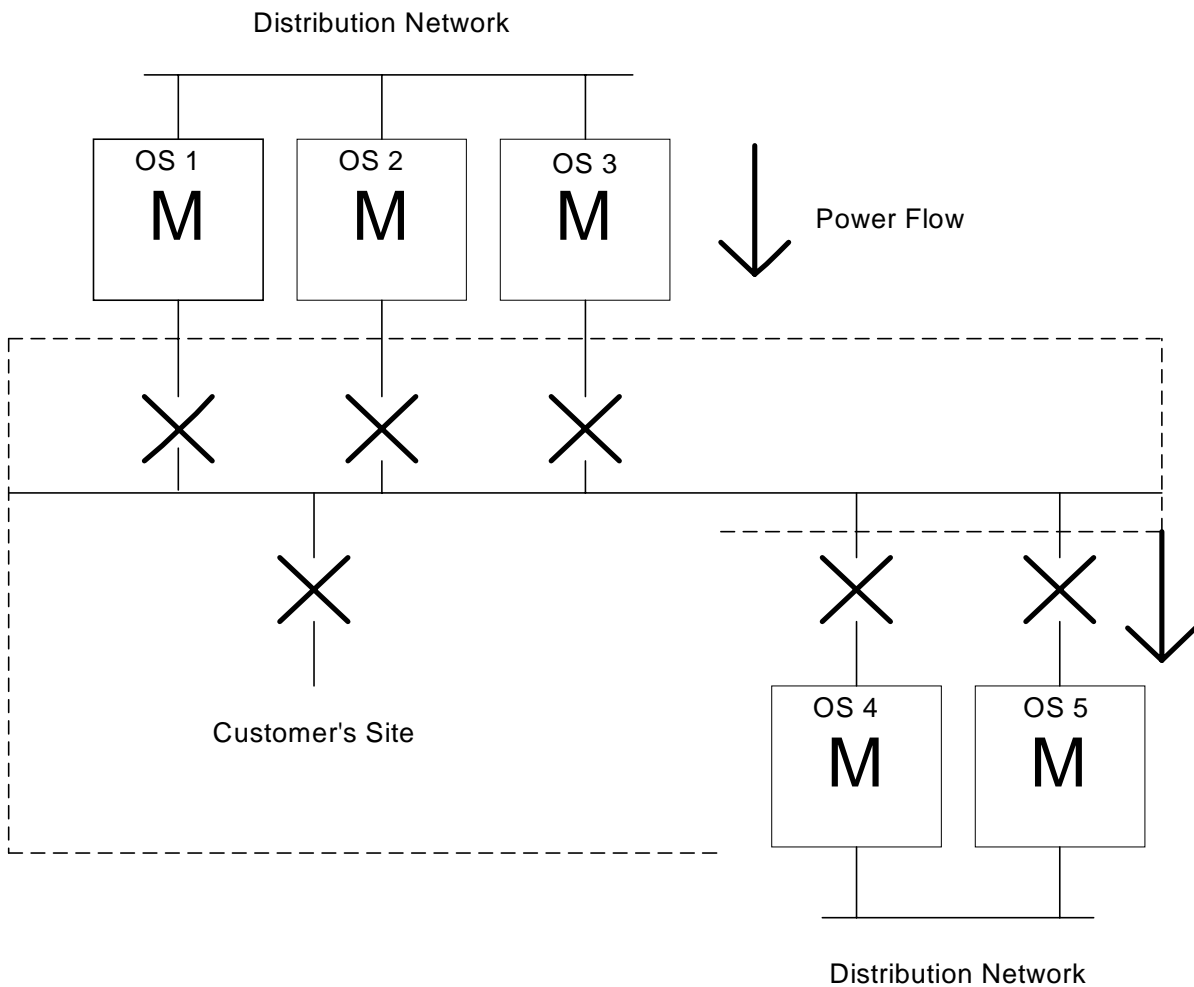 Distribution Network
OS 1
M
OS 2
M
OS 3
M
Power Flow
Customer's Site
OS 4
M
OS 5
M
Distribution Network